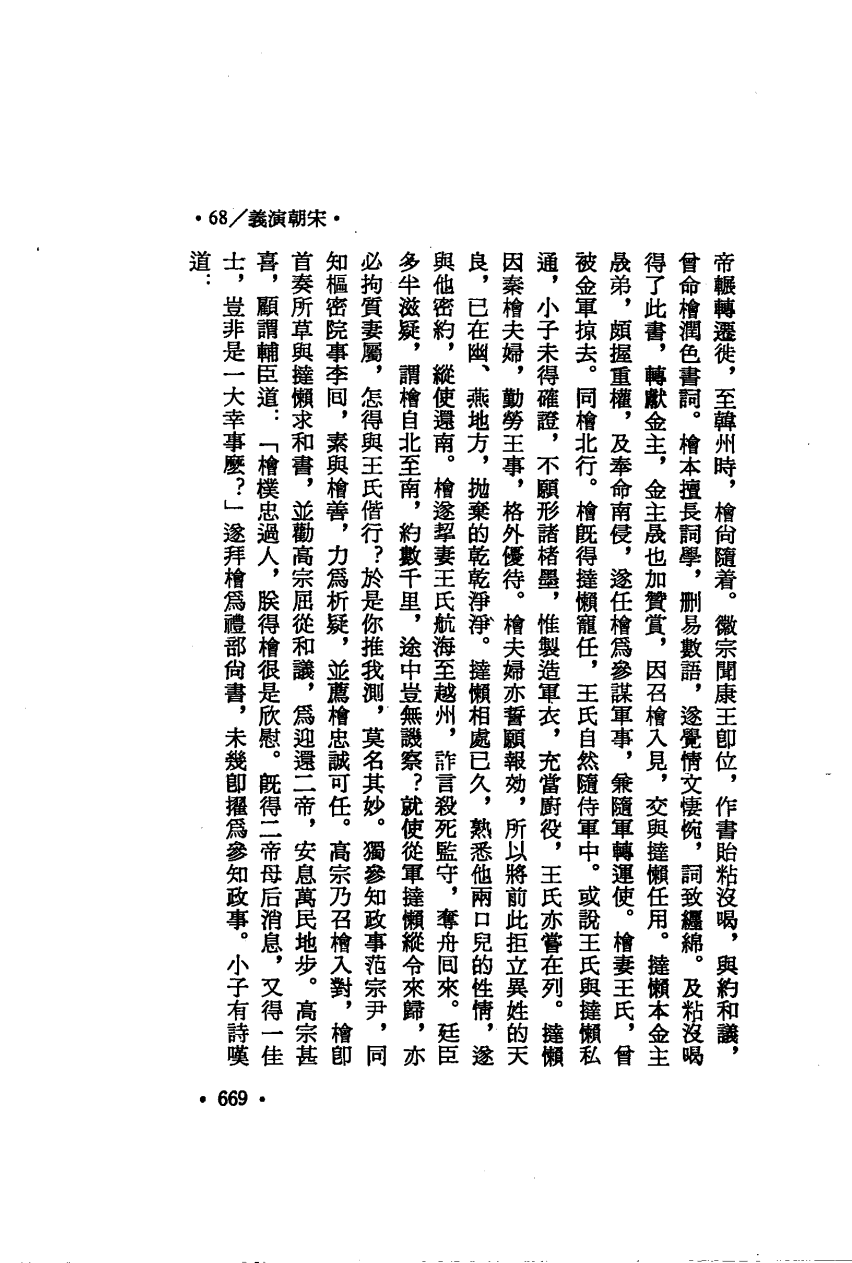 •68／義演朝宋•
帝輾轉遷徙，至韓州時，檜尙隨着。徽宗聞康王卽位，作書貽粘沒喝，與約和議，
曾命檜潤色書詞。檜本擅長詞學，刪易數語，遂覺情文悽惋，詞致纒綿。及粘沒喝
得了此書，轉獻金主，金主晟也加贊賞，因召檜入見，交與撻懶任用。撻懶本金主
晟弟，頗握重權，及奉命南侵，遂任檜爲參謀軍事，兼隨軍轉運使。檜妻王氏，曾
被金軍掠去。同檜北行。檜旣得撻懶寵任，王氏自然隨侍軍中。或說王氏與撻懶私
通，小子未得確證，不願形諸楮墨，惟製造軍衣，充當廚役，王氏亦嘗在列。撻懶
因秦檜夫婦，勤勞王事，格外優待。檜夫婦亦誓願報効，所以將前此拒立異姓的天
良，已在幽、燕地方，拋棄的乾乾淨淨。撻懶相處已久，熟悉他兩口兒的性情，遂
與他密約，縱使還南。檜遂挈妻王氏航海至越州，詐言殺死監守，奪舟回來。廷臣
多半滋疑，謂檜自北至南，約數千里，途中豈無譏察？就使從軍撻懶縱令來歸，亦
必拘質妻屬，怎得與王氏偕行？於是你推我測，莫名其妙。獨參知政事范宗尹，同
知樞密院事李回，素與檜善，力爲析疑，並薦檜忠誠可任。高宗乃召檜入對，檜卽
首奏所草與撻懶求和書，並勸高宗屈從和議，爲迎還二帝，安息萬民地步。高宗甚
喜，顧謂輔臣道：「檜樸忠過人，朕得檜很是欣慰。旣得二帝母后消息，又得一佳
士，豈非是一大幸事麼？」遂拜檜爲禮部尙書，未幾卽擢爲參知政事。小子有詩嘆
道：
•669•